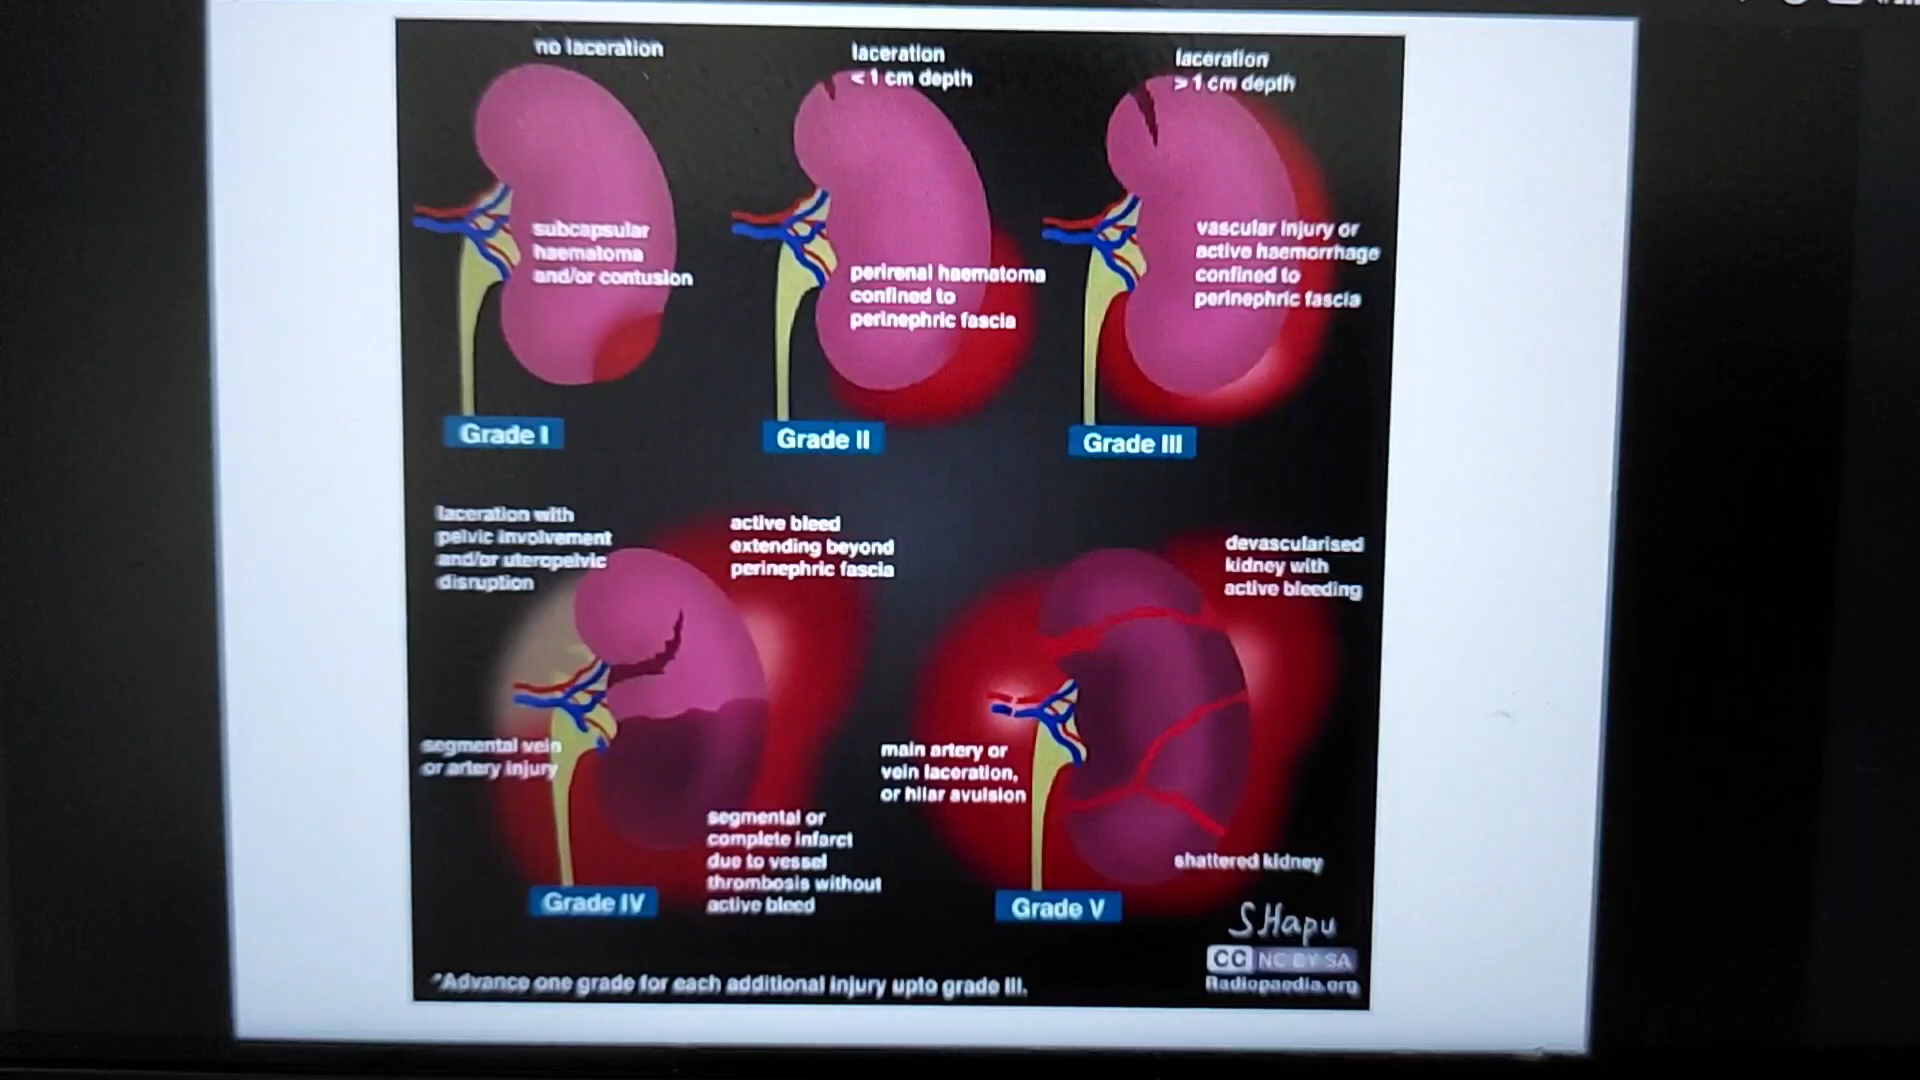 no laceration
subcapsular
haematoma
and/or contusion
Grade I
laceration
< 1 cm depth
perirenal haematoma
confined to
perinephric fascia
Grade II
laceration
> 1 cm depth
vascular injury or
active haemorrhage
confined to
perinephric fascia
Grade III
laceration with
pelvic involvement
and/or uteropelvic
disruption
active bleed
extending beyond
perinephric fascia
segmental vein
or artery injury
segmental or
complete infarct
due to vessel
thrombosis without
active bleed
Grade IV
devascularised
kidney with
active bleeding
main artery or
vein laceration,
or hilar avulsion
shattered kidney
Grade V
SHapu
CC NC BY SA
Radiopaedia.org
*Advance one grade for each additional injury upto grade III.